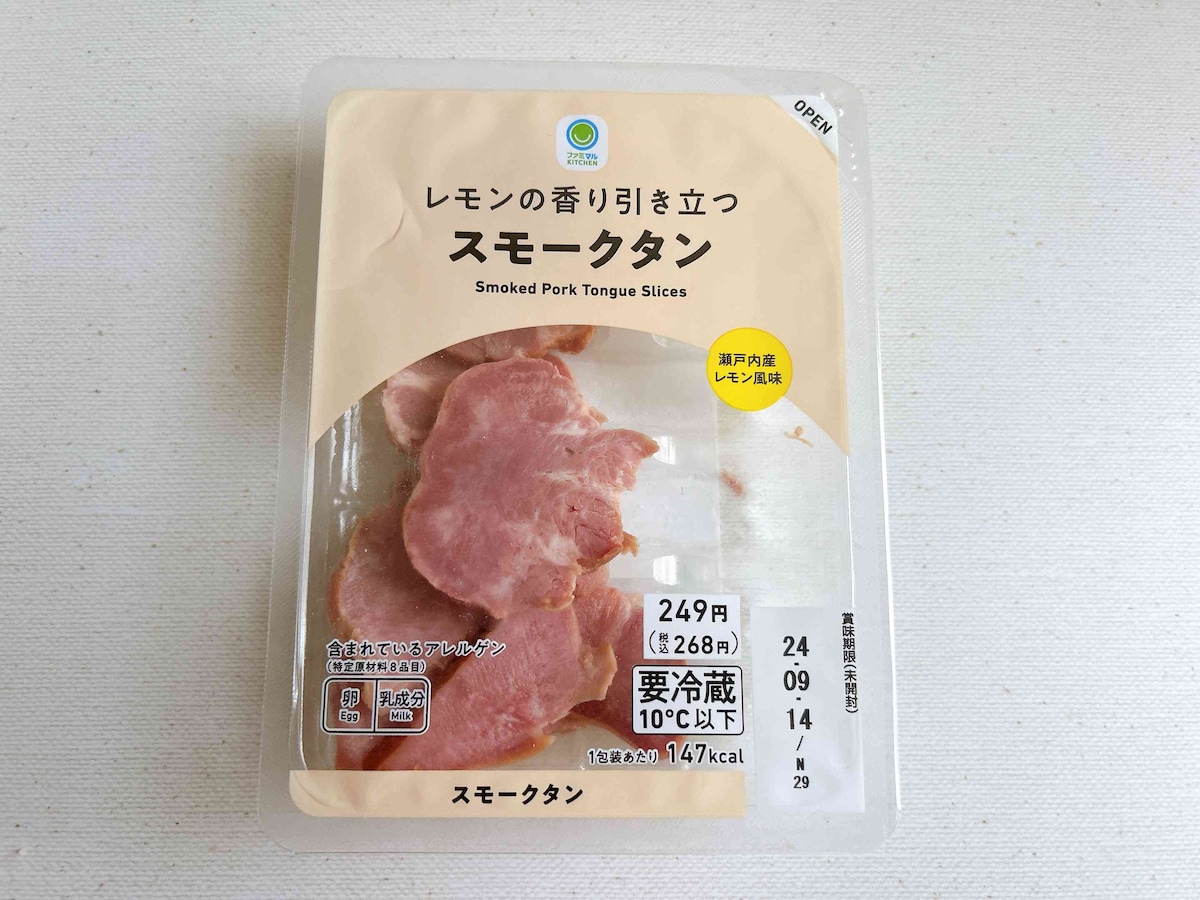 OPEN
ファミマル
KITCHEN
レモンの香り引き立つ
スモークタン
Smoked Pork Tongue Slices
瀬戸内産
レモン風味
249円
(税込268円)
含まれているアレルゲン
(特定原材料8品目)
卵
Egg
乳成分
Milk
要冷蔵
10°C以下
1包装あたり 147kcal
賞味期限(未開封)
24-09-14/N
29
スモークタン